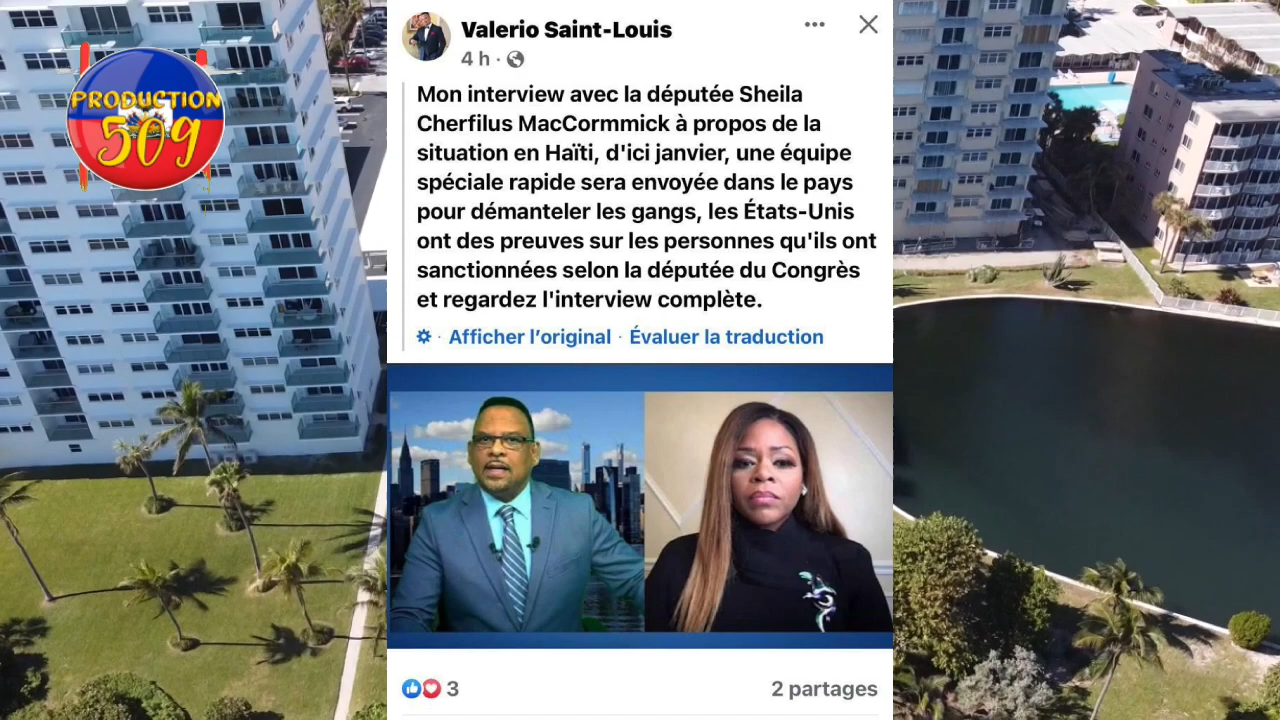 PRODUCTION
509
Valerio Saint-Louis
4 h ·
Mon interview avec la députée Sheila
Cherfilus MacCormmick à propos de la
situation en Haïti, d'ici janvier, une équipe
spéciale rapide sera envoyée dans le pays
pour démanteler les gangs, les États-Unis
ont des preuves sur les personnes qu'ils ont
sanctionnées selon la députée du Congrès
et regardez l'interview complète.
· Afficher l’original · Évaluer la traduction
3
2 partages